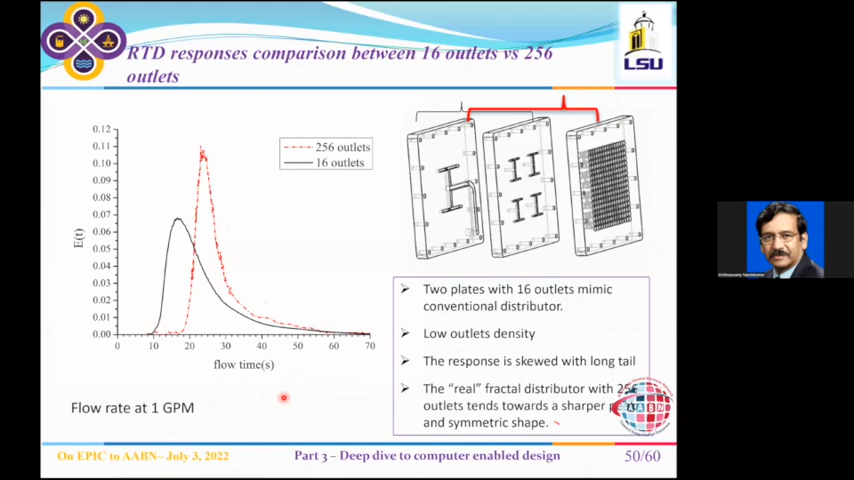 RTD responses comparison between 16 outlets vs 256
outlets
LSU
0.12
0.11
0.10
0.09
0.08
0.07
0.06
0.05
0.04
0.03
0.02
0.01
0.00
E(t)
0 10 20 30 40 50 60 70
flow time(s)
256 outlets
16 outlets
Flow rate at 1 GPM
➢ Two plates with 16 outlets mimic
conventional distributor.
➢ Low outlets density
➢ The response is skewed with long tail
➢ The "real" fractal distributor with 256
outlets tends towards a sharper
and symmetric shape.
AABN
On EPIC to AABN– July 3, 2022
Part 3 – Deep dive to computer enabled design
50/60